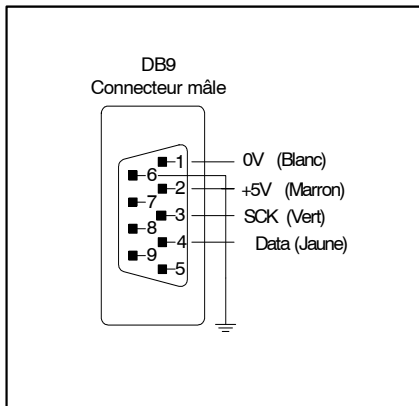 DB9
Connecteur mâle
1 0V (Blanc)
6
2 +5V (Marron)
7
3 SCK (Vert)
8
4 Data (Jaune)
9
5